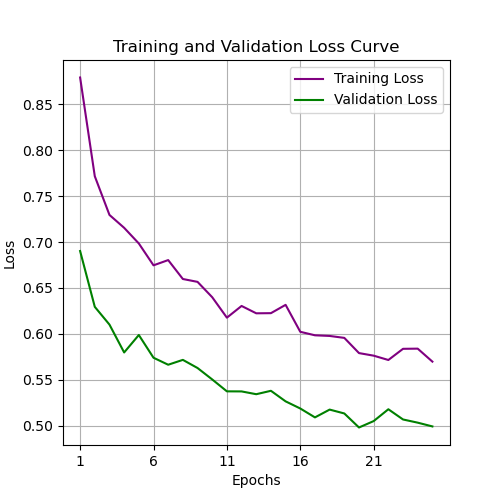 Training and Validation Loss Curve
Training Loss
Validation Loss
0.85
0.80
0.75
0.70
0.65
0.60
0.55
0.50
Loss
1 6 11 16 21
Epochs